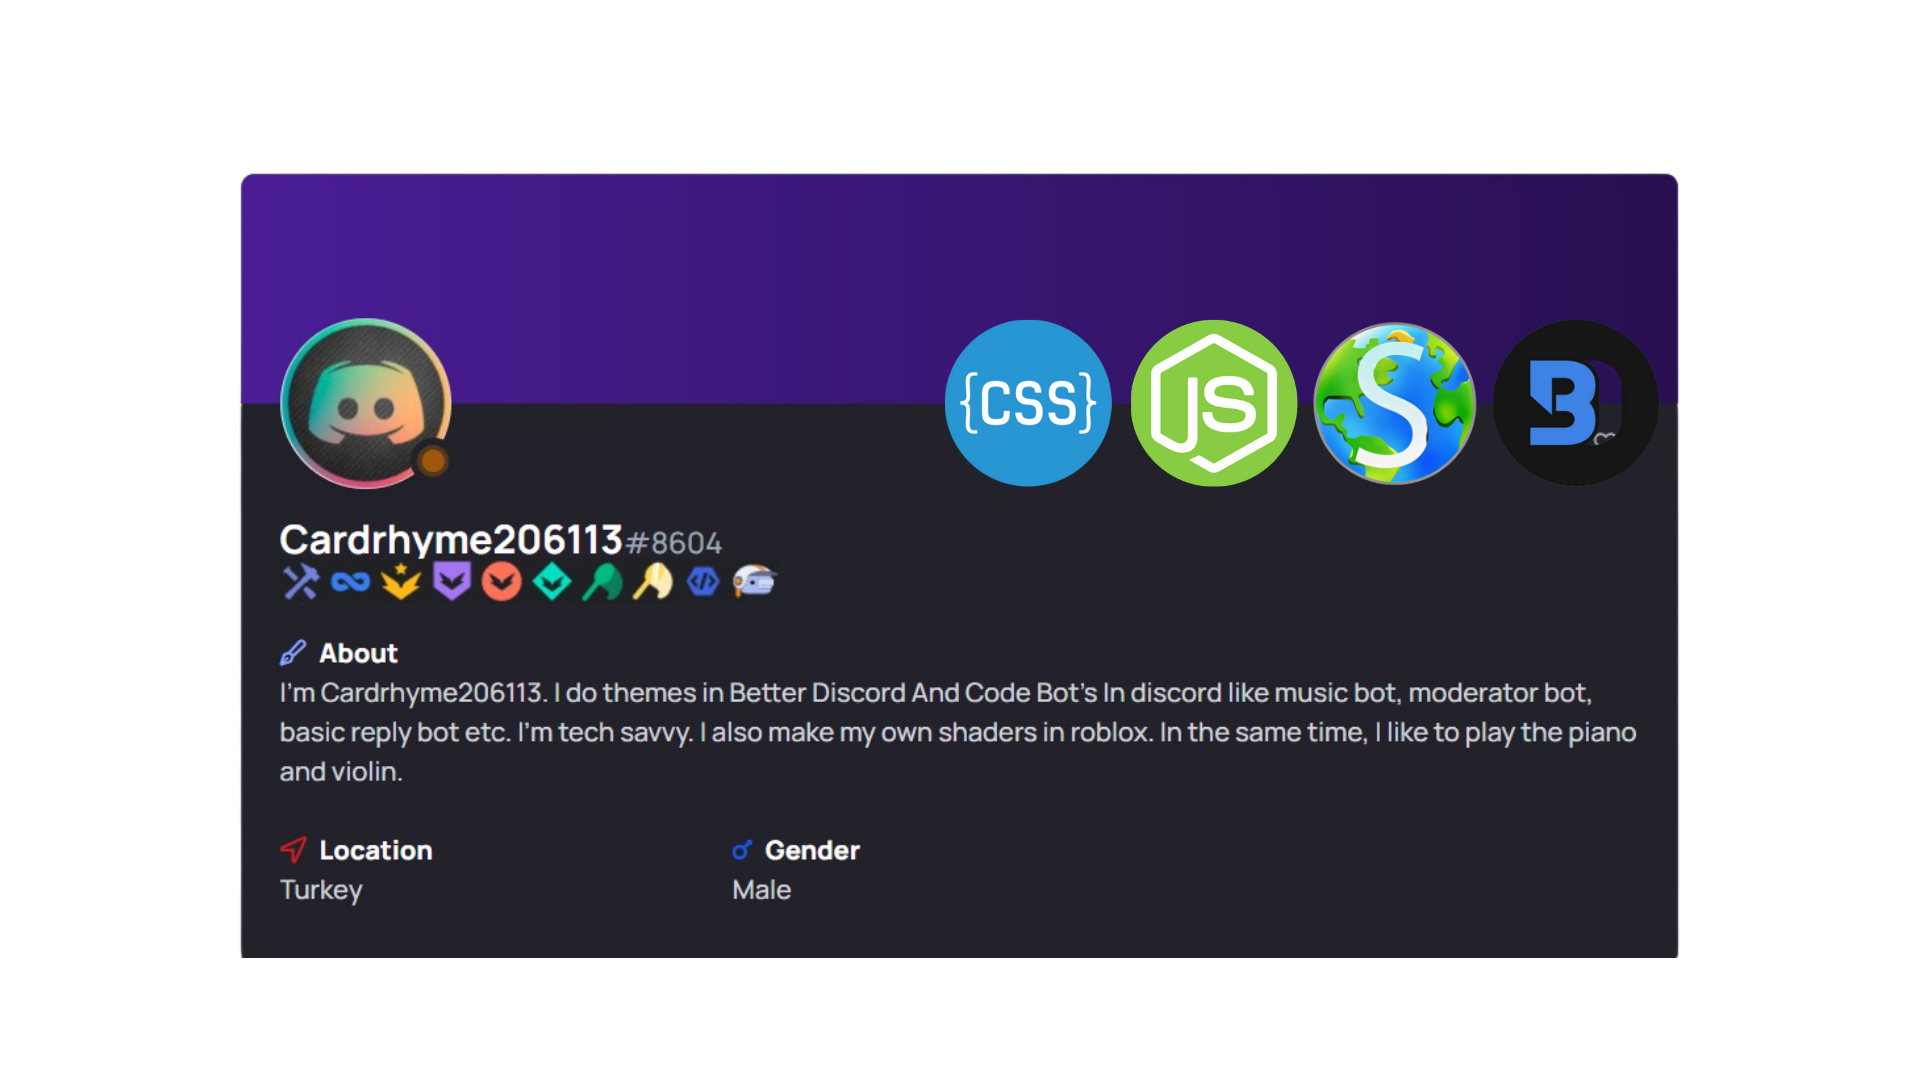 {CSS}
JS
S
B
Cardrhyme206113#8604
About
I'm Cardrhyme206113. I do themes in Better Discord And Code Bot's In discord like music bot, moderator bot,
basic reply bot etc. I'm tech savvy. I also make my own shaders in roblox. In the same time, I like to play the piano
and violin.
Location
Gender
Turkey
Male